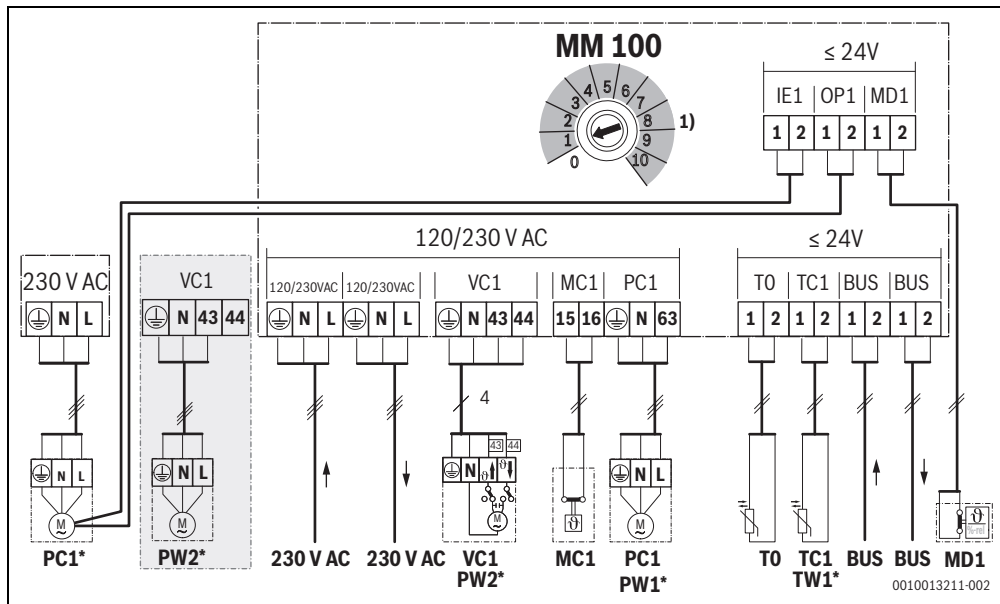 MM 100
≤ 24V
IE1 OP1 MD1
1 2 1 2 1 2
0 1 2 3 4 5 6 7 8 9 10
1)
120/230 V AC
≤ 24V
230 V AC
N L
VC1
N 43 44
120/230VAC 120/230VAC VC1 MC1 PC1
N L N L N 43 44 15 16 N 63
T0 TC1 BUS BUS
1 2 1 2 1 2 1 2
4
43 44
N L
N L
N ϑ ϑ
N L
M ~
M ~
M ~
ϑ
M ~
ϑ
%-rel
PC1*
PW2*
230 V AC
230 V AC
VC1
PW2*
MC1
PC1
PW1*
T0
TC1
TW1*
BUS
BUS
MD1
0010013211-002